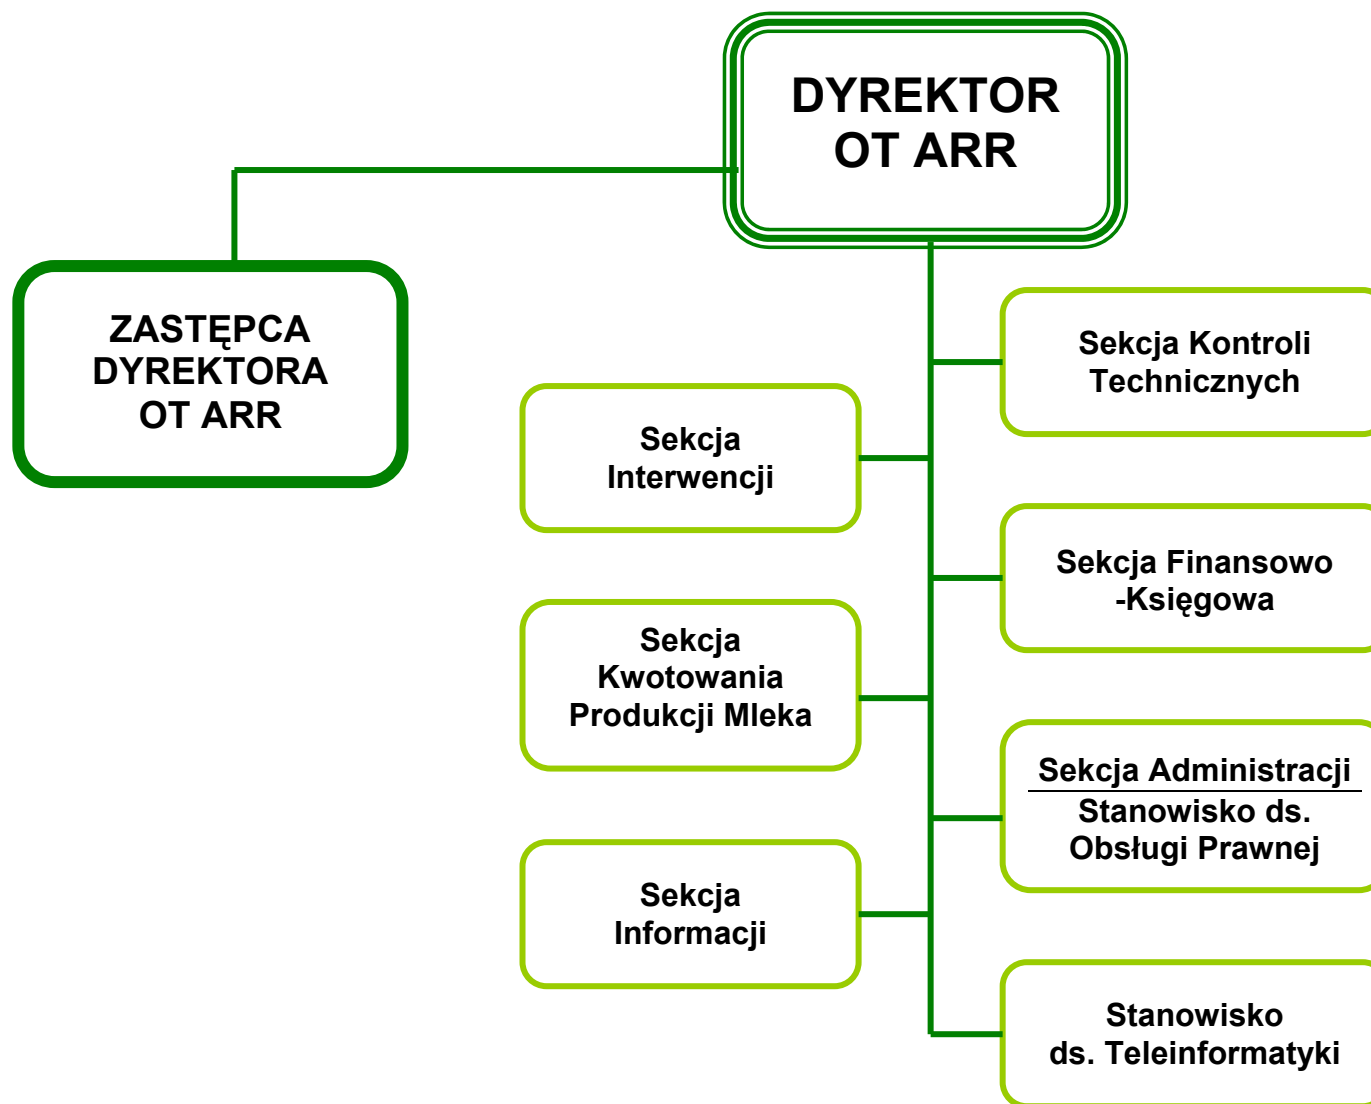 DYREKTOR
OT ARR
ZASTĘPCA
DYREKTORA
OT ARR
Sekcja Kontroli
Technicznych
Sekcja
Interwencji
Sekcja Finansowo
-Księgowa
Sekcja
Kwotowania
Produkcji Mleka
Sekcja Administracji
Stanowisko ds.
Obsługi Prawnej
Sekcja
Informacji
Stanowisko
ds. Teleinformatyki